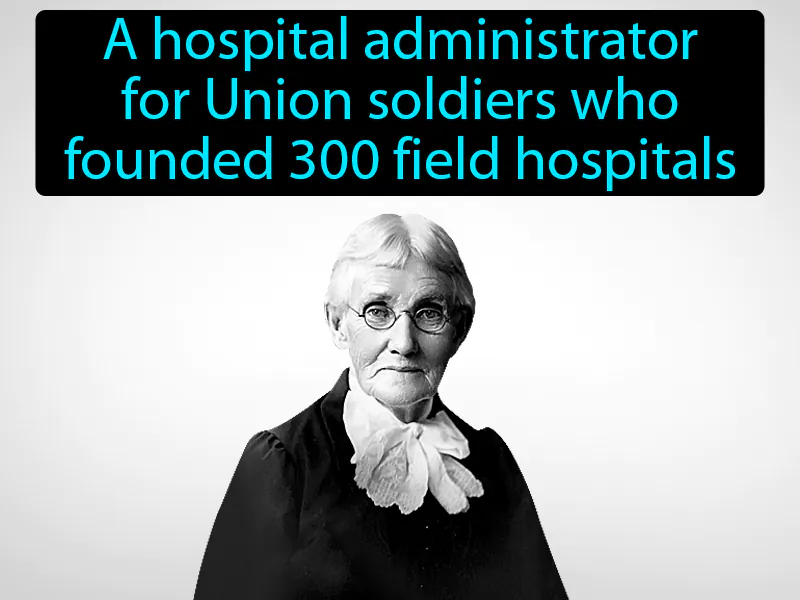 A hospital administrator
for Union soldiers who
founded 300 field hospitals